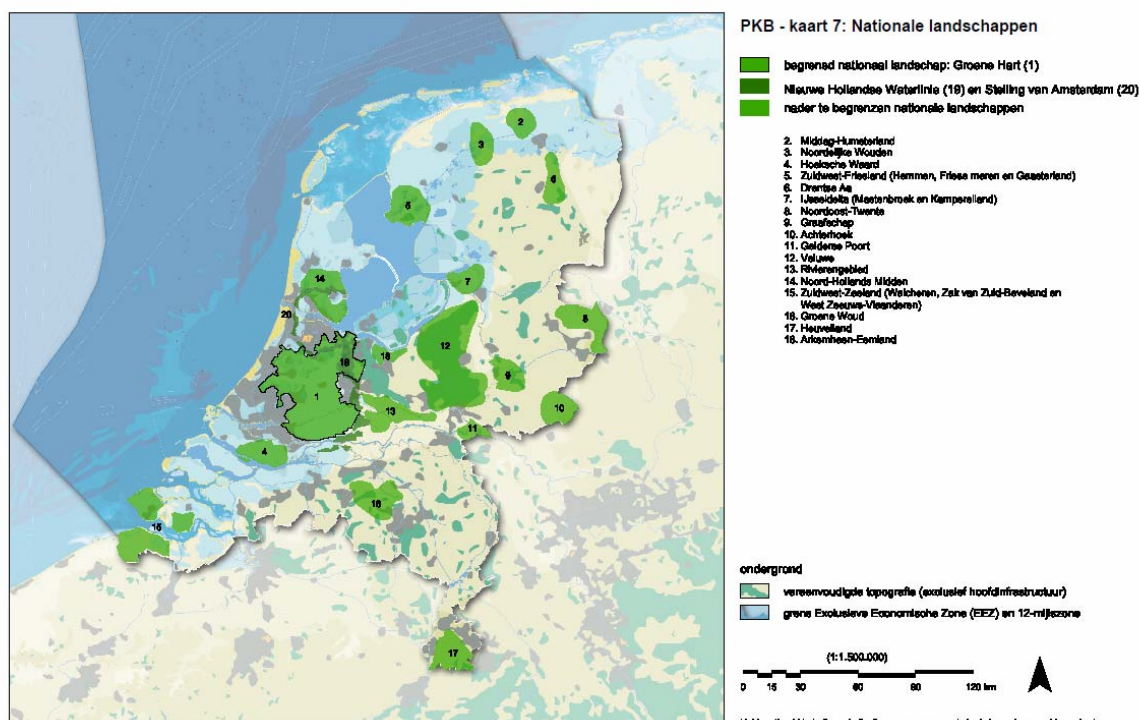 PKB - kaart 7: Nationale landschappen
begrensd nationaal landschap: Groene Hart (1)
Nieuwe Hollandse Waterlinie (19) en Stelling van Amsterdam (20)
nader te begrenzen nationale landschappen
2. Middag-Humsterland
3. Noordelijke Wouden
4. Hoeksche Waard
5. Zuidwest-Friesland (Hemmen, Friese meren en Gaasterland)
6. Drentse Aa
7. IJsseldelta (Mastenbroek en Kampereiland)
8. Noordoost-Twente
9. Graafschap
10. Achterhoek
11. Gelderse Poort
12. Veluwe
13. Rivierengebied
14. Noord-Hollands Midden
15. Zuidwest-Zeeland (Walcheren, Zak van Zuid-Beveland en
West Zeeuws-Vlaanderen)
16. Groene Woud
17. Heuvelland
18. Arkemheen-Eemland
ondergrond
vereenvoudigde topografie (exclusief hoofdinfrastructuur)
grens Exclusieve Economische Zone (EEZ) en 12-mijlszone
(1:1.500.000)
0 15 30 60 90 120 km
2
3
6
5
7
14
20
8
12
18
19
9
1
13
10
11
4
16
15
17